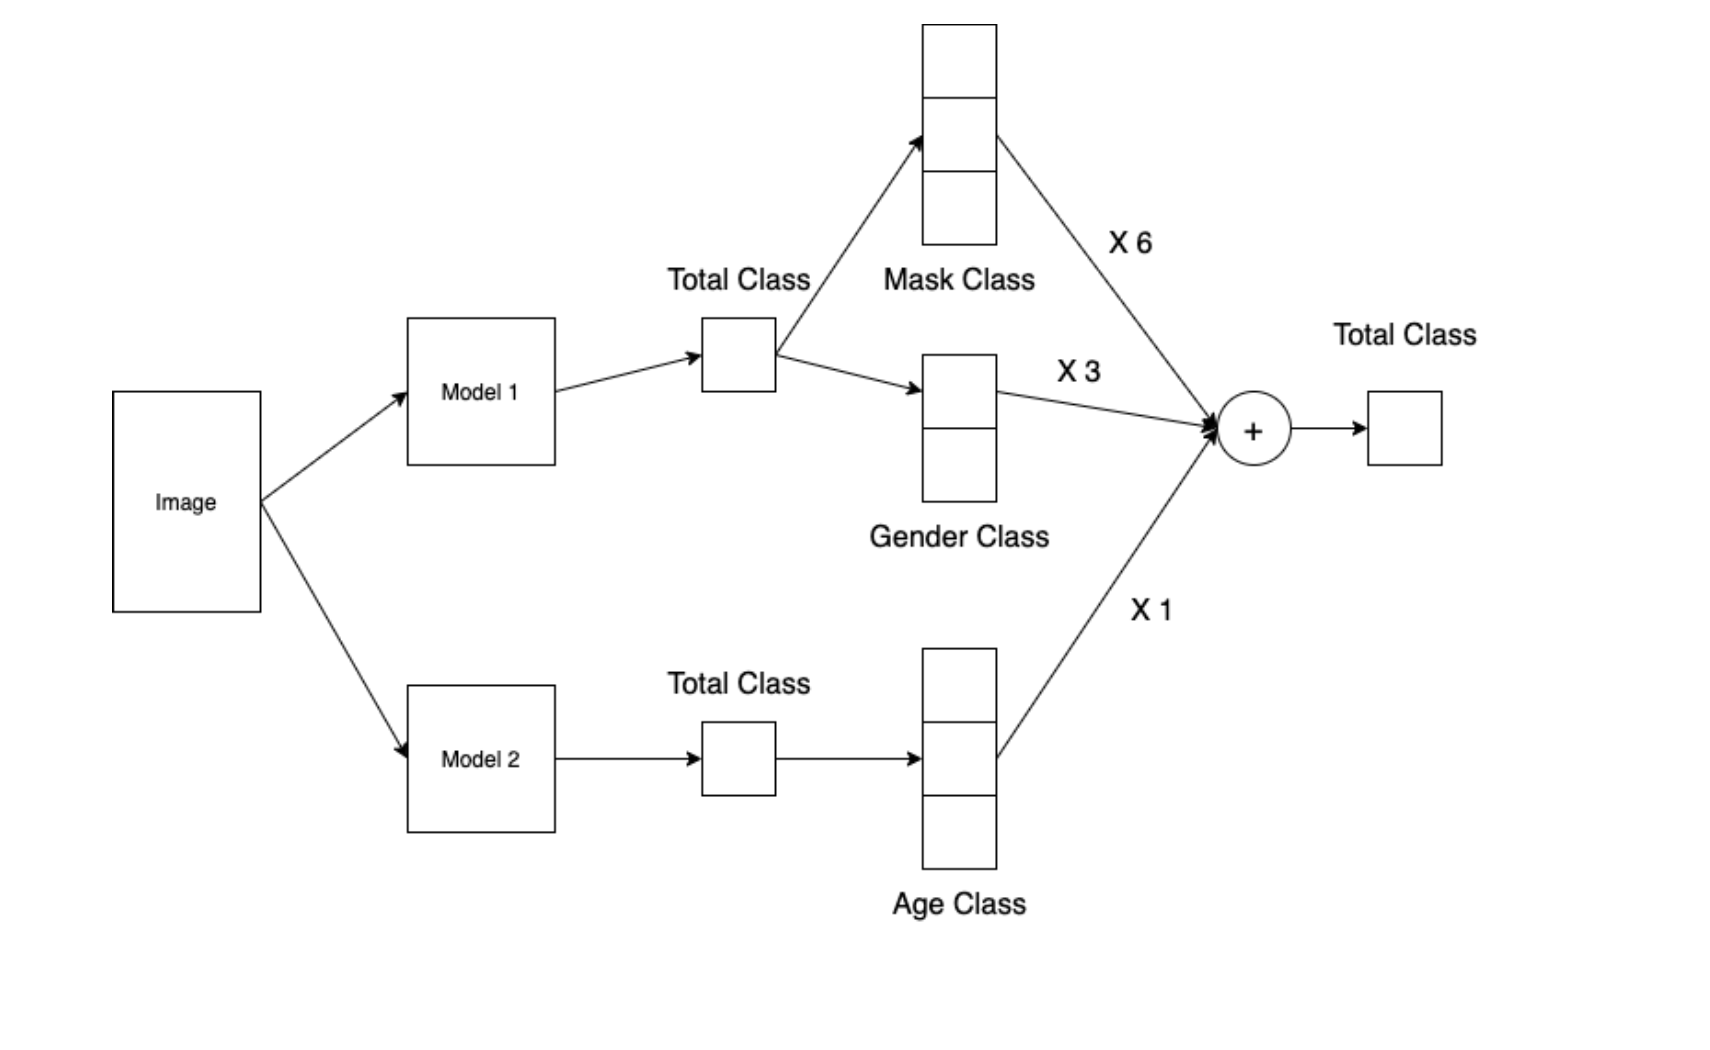 X 6
Total Class
Mask Class
Total Class
X 3
Model 1
+
Image
Gender Class
X 1
Total Class
Model 2
Age Class